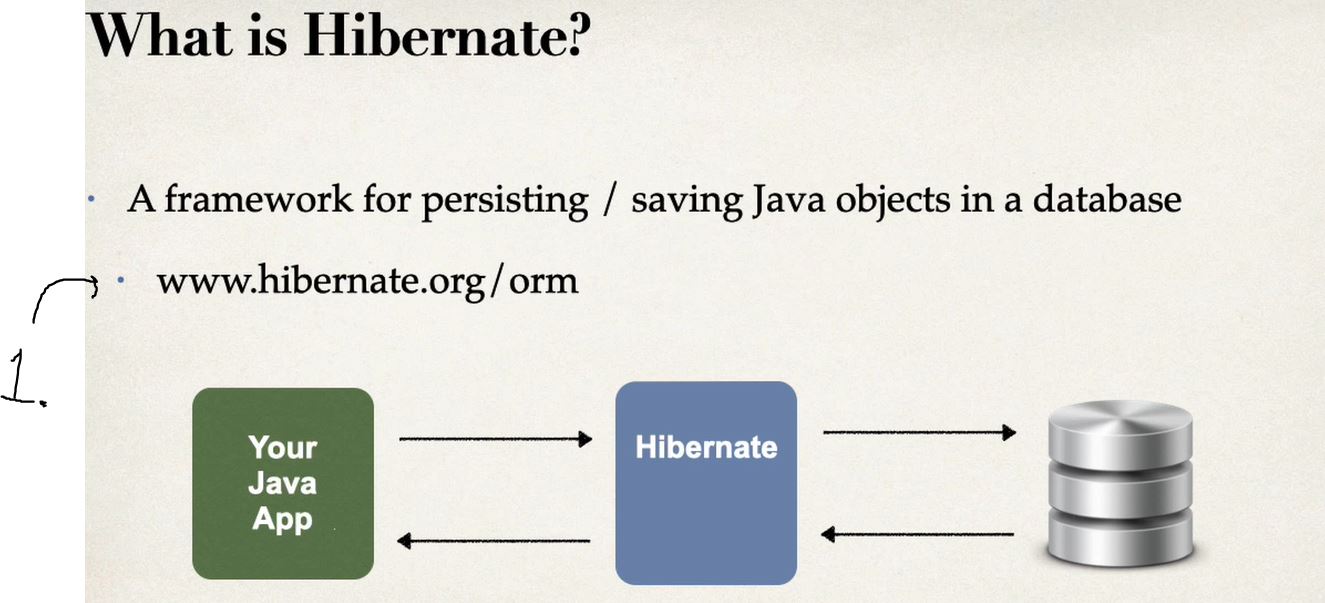 What is Hibernate?
• A framework for persisting / saving Java objects in a database
• www.hibernate.org/orm
1.
Your
Java
App
Hibernate